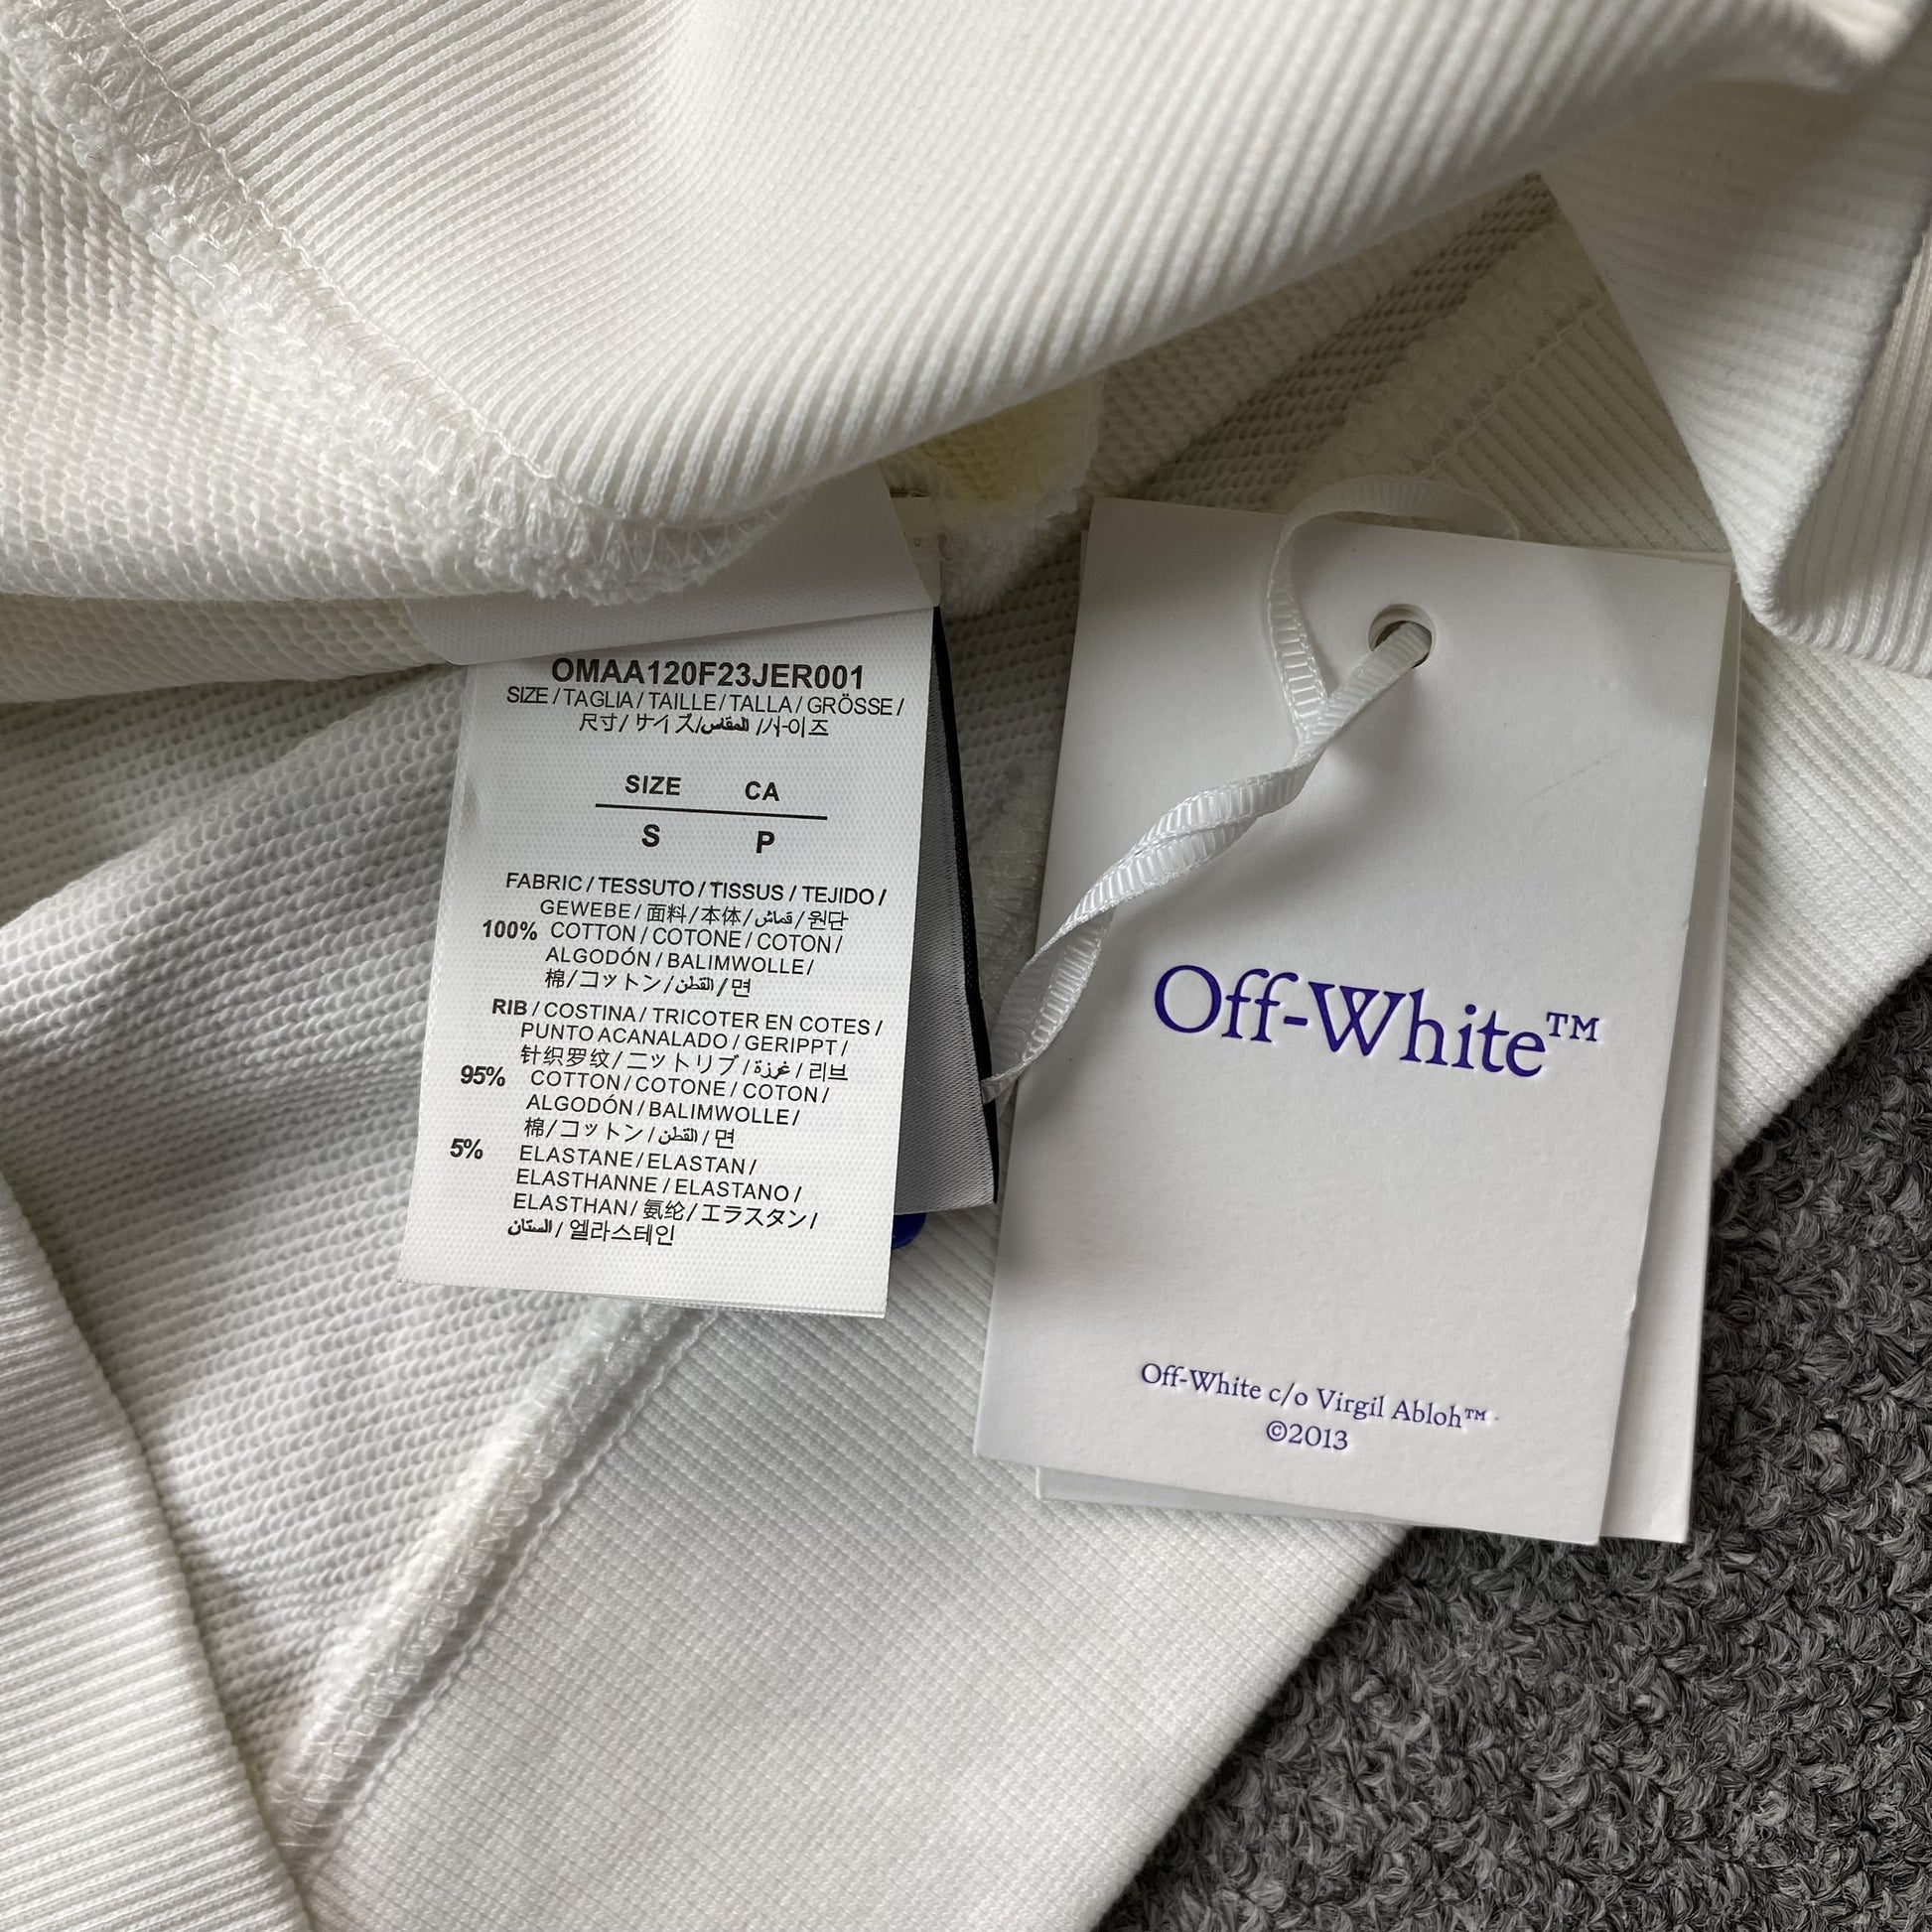 OMAA120F23JER001
SIZE / TAGLIA / TAILLE / TALLA / GRÖSSE /
尺寸 / サイズ/المقاس /사이즈
SIZE CA
S P
FABRIC / TESSUTO / TISSUS / TEJIDO /
GEWEBE / 面料 / 本体 / قماش / 원단
100% COTTON / COTONE / COTON /
ALGODÓN / BALIMWOLLE /
棉 / コットン / القطن / 면
RIB / COSTINA / TRICOTER EN COTES /
PUNTO ACANALADO / GERIPPT /
针织罗纹 / ニットリブ / غرزة / 리브
95% COTTON / COTONE / COTON /
ALGODÓN / BALIMWOLLE /
棉 / コットン / القطن / 면
5% ELASTANE / ELASTAN /
ELASTHANNE / ELASTANO /
ELASTHAN / 氨纶 / エラスタン /
الستان / 엘라스테인
Off-White™
Off-White c/o Virgil Abloh™
©2013